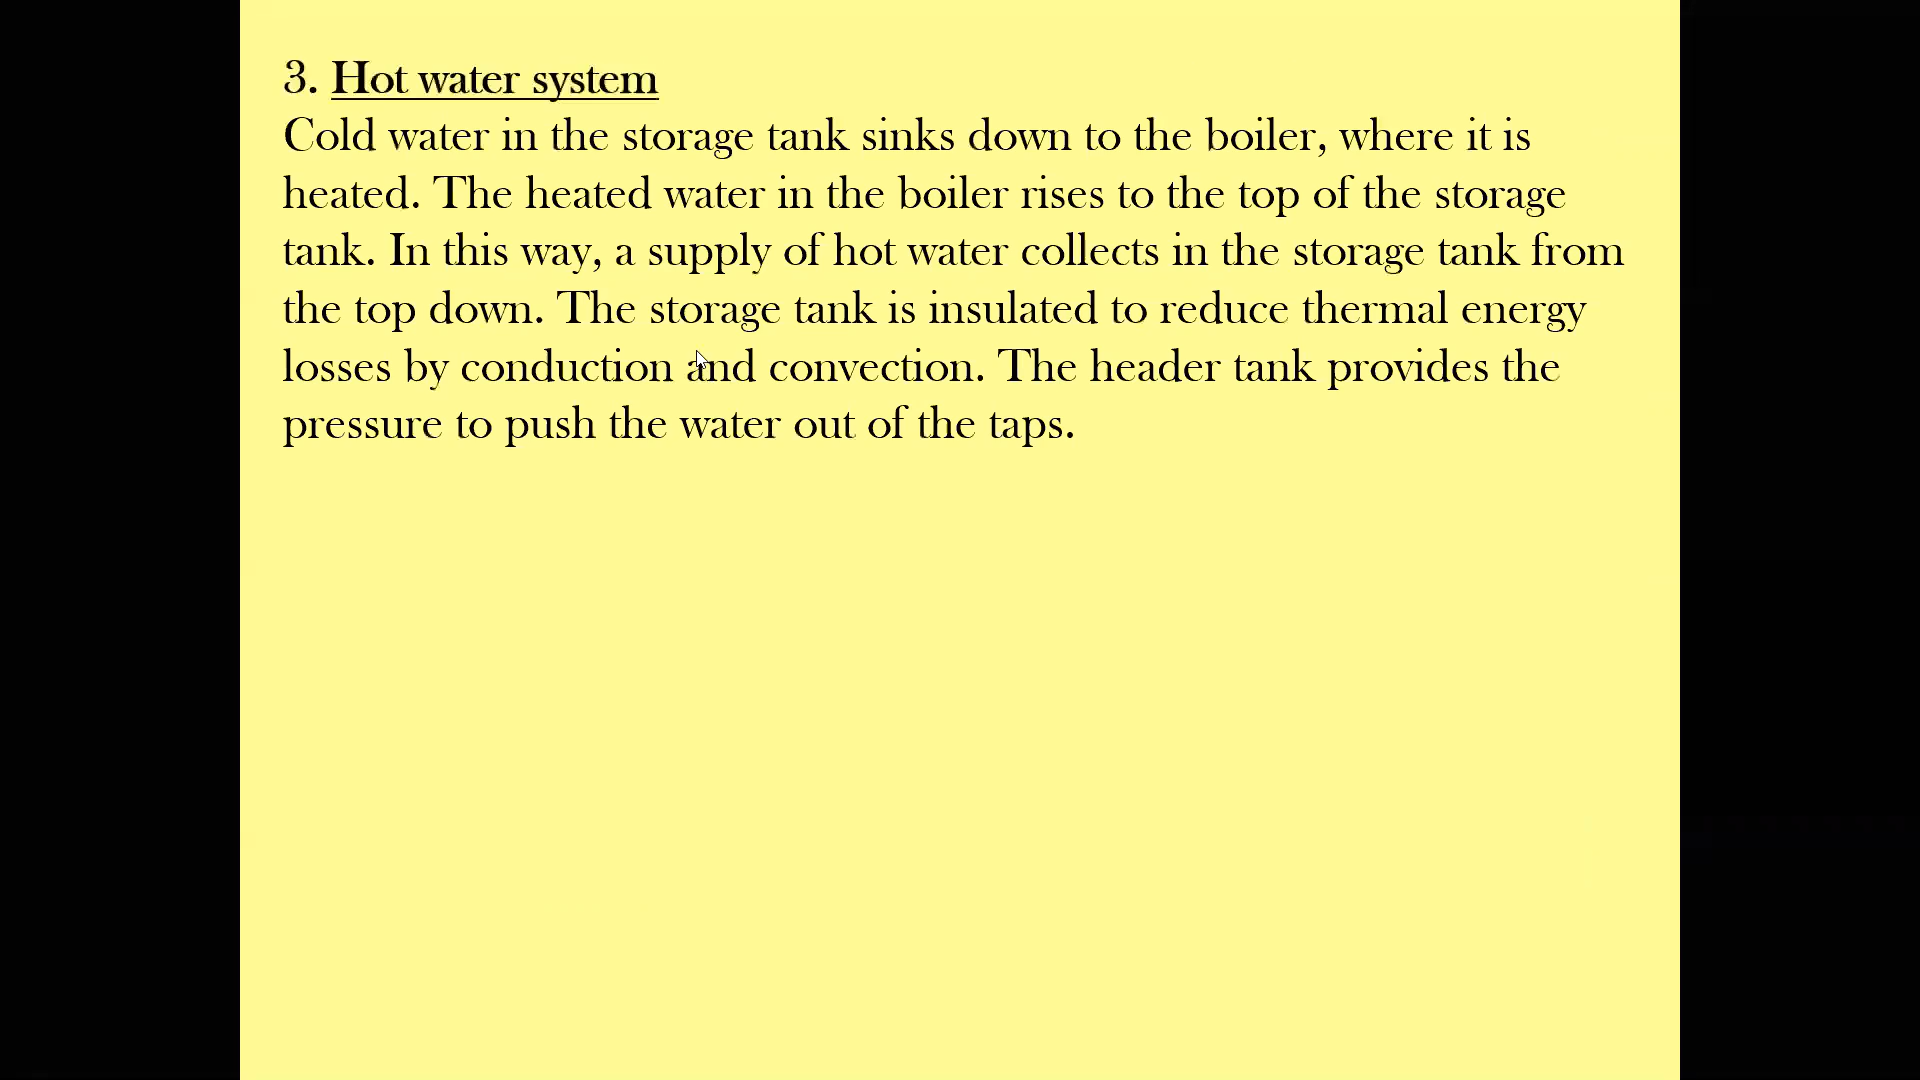 3. Hot water system
Cold water in the storage tank sinks down to the boiler, where it is
heated. The heated water in the boiler rises to the top of the storage
tank. In this way, a supply of hot water collects in the storage tank from
the top down. The storage tank is insulated to reduce thermal energy
losses by conduction and convection. The header tank provides the
pressure to push the water out of the taps.